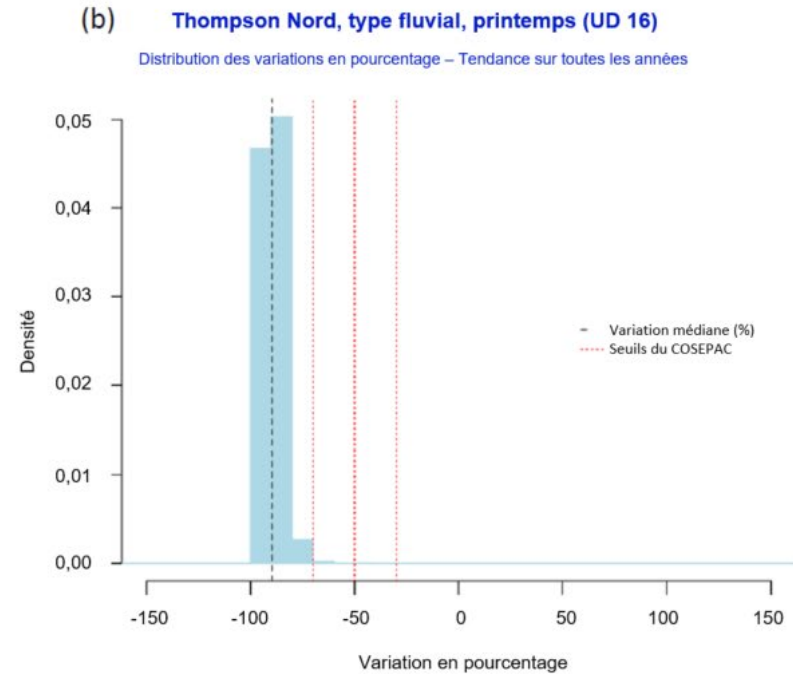 (b)
Thompson Nord, type fluvial, printemps (UD 16)
Distribution des variations en pourcentage – Tendance sur toutes les années
0,05
0,04
0,03
0,02
0,01
0,00
Densité
Variation médiane (%)
Seuils du COSEPAC
-150 -100 -50 0 50 100 150
Variation en pourcentage